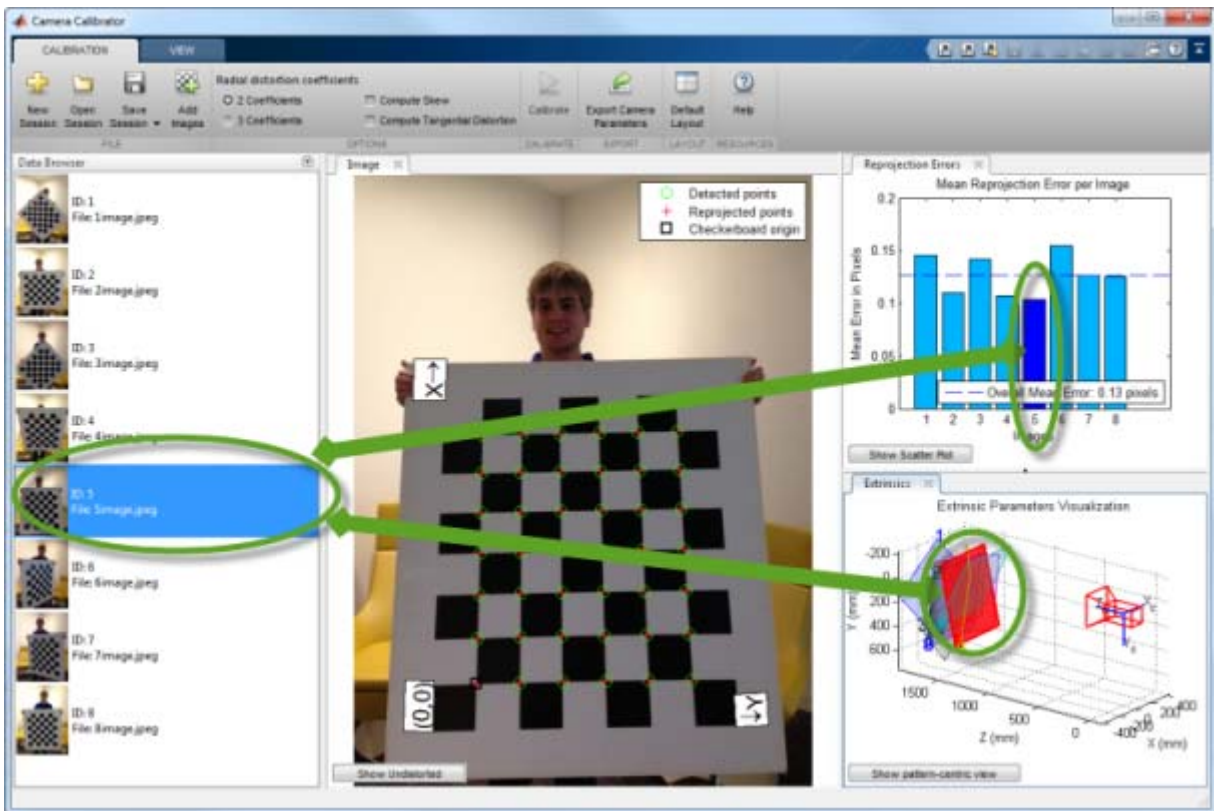 Camera Calibrator
CALIBRATION
VIEW
New Session
Open Session
Save Session
Add Images
Radial distortion coefficients
2 Coefficients
3 Coefficients
Compute Skew
Compute Tangential Distortion
Calibrate
Export Camera Parameters
Default Layout
Help
FILE
OPTIONS
CALIBRATE
EXPORT
LAYOUT
RESOURCES
Data Browser
ID: 1
File: 1image.jpeg
ID: 2
File: 2image.jpeg
ID: 3
File: 3image.jpeg
ID: 4
File: 4image.jpeg
ID: 5
File: 5image.jpeg
ID: 6
File: 6image.jpeg
ID: 7
File: 7image.jpeg
ID: 8
File: 8image.jpeg
Image
Detected points
Reprojected points
Checkerboard origin
X→
(0,0)
↓Y
Show Undistorted
Reprojection Errors
Mean Reprojection Error per Image
Mean Error in Pixels
0.2
0.15
0.1
0.05
0
Overall Mean Error: 0.13 pixels
1 2 3 4 5 6 7 8
Images
Show Scatter Plot
Extrinsics
Extrinsic Parameters Visualization
Y (mm)
-200
0
200
400
600
1500
1000
500
0
Z (mm)
-400
-200
0
200
400
X (mm)
Show pattern-centric view